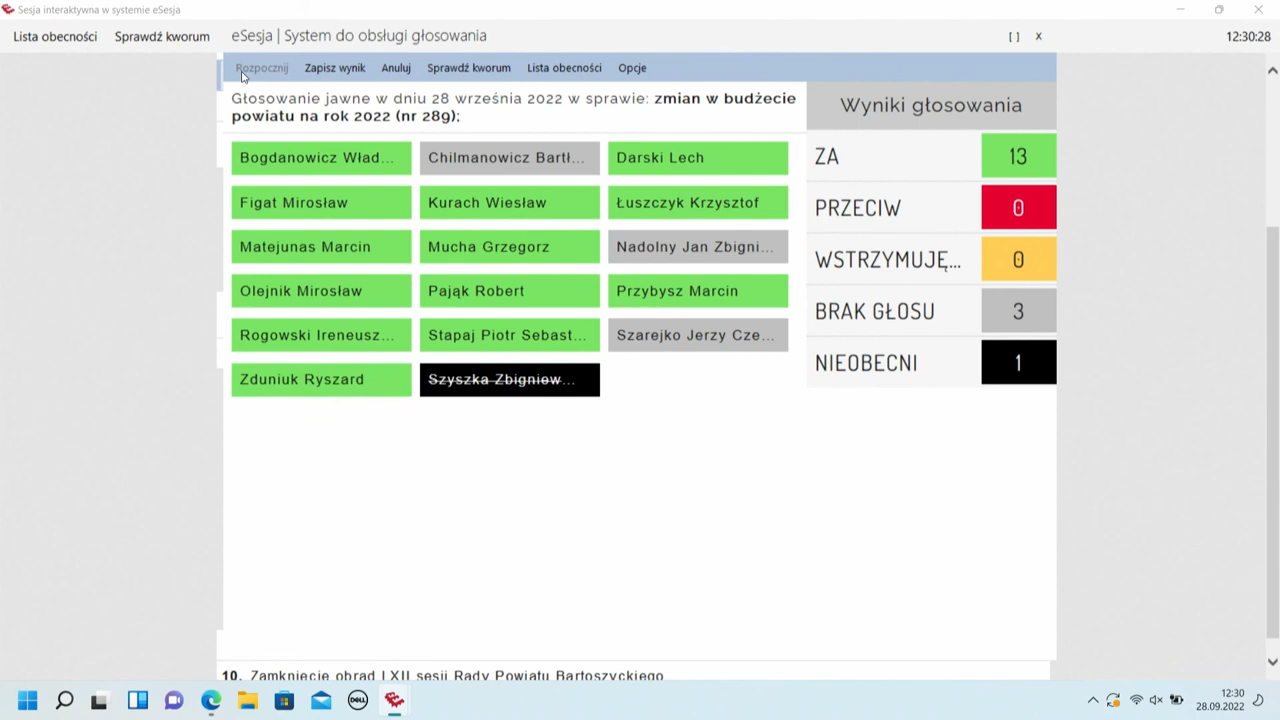 Sesja interaktywna w systemie eSesja
Lista obecności Sprawdź kworum eSesja | System do obsługi głosowania [ ] x 12:30:28
Rozpocznij Zapisz wynik Anuluj Sprawdź kworum Lista obecności Opcje
Głosowanie jawne w dniu 28 września 2022 w sprawie: zmian w budżecie
powiatu na rok 2022 (nr 289);
Wyniki głosowania
Bogdanowicz Wład... Chilmanowicz Bartł... Darski Lech
Figat Mirosław Kurach Wiesław Łuszczyk Krzysztof
Matejunas Marcin Mucha Grzegorz Nadolny Jan Zbigni...
Olejnik Mirosław Pająk Robert Przybysz Marcin
Rogowski Ireneusz... Stapaj Piotr Sebast... Szarejko Jerzy Cze...
Zduniuk Ryszard Szyszka Zbigniew...
ZA 13
PRZECIW 0
WSTRZYMUJĘ... 0
BRAK GŁOSU 3
NIEOBECNI 1
10. Zamknięcie obrad LXII sesji Rady Powiatu Bartoszyckiego
DELL
12:30
28.09.2022